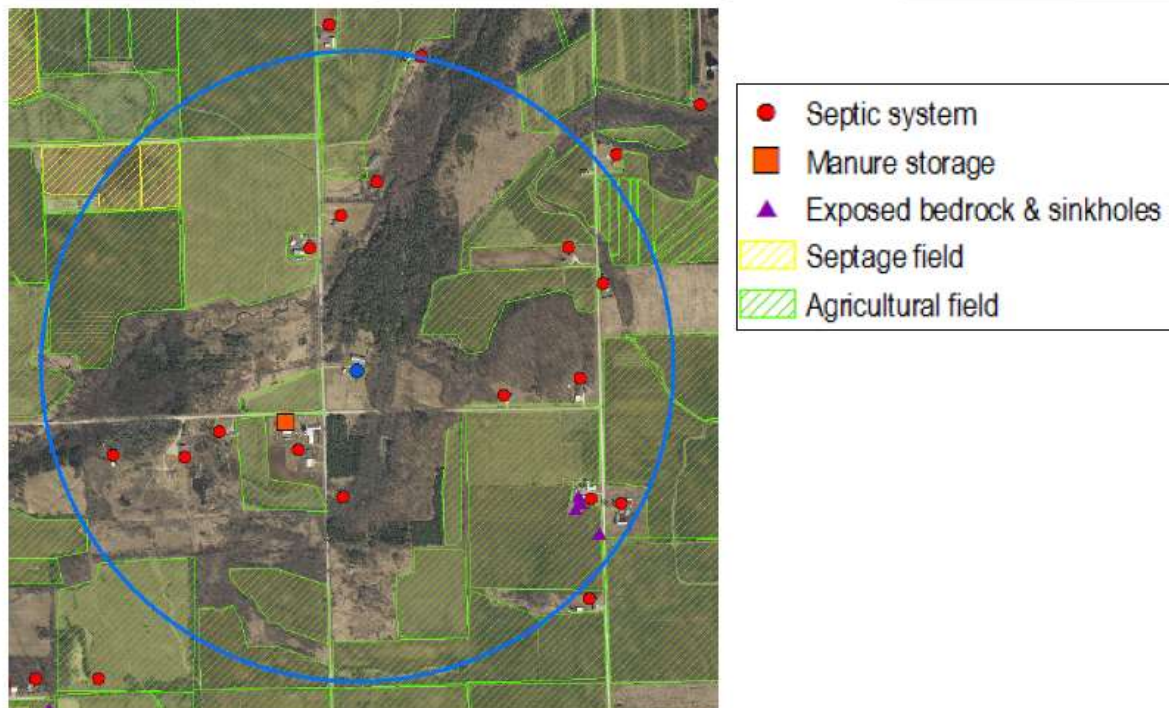 Septic system
Manure storage
Exposed bedrock & sinkholes
Septage field
Agricultural field